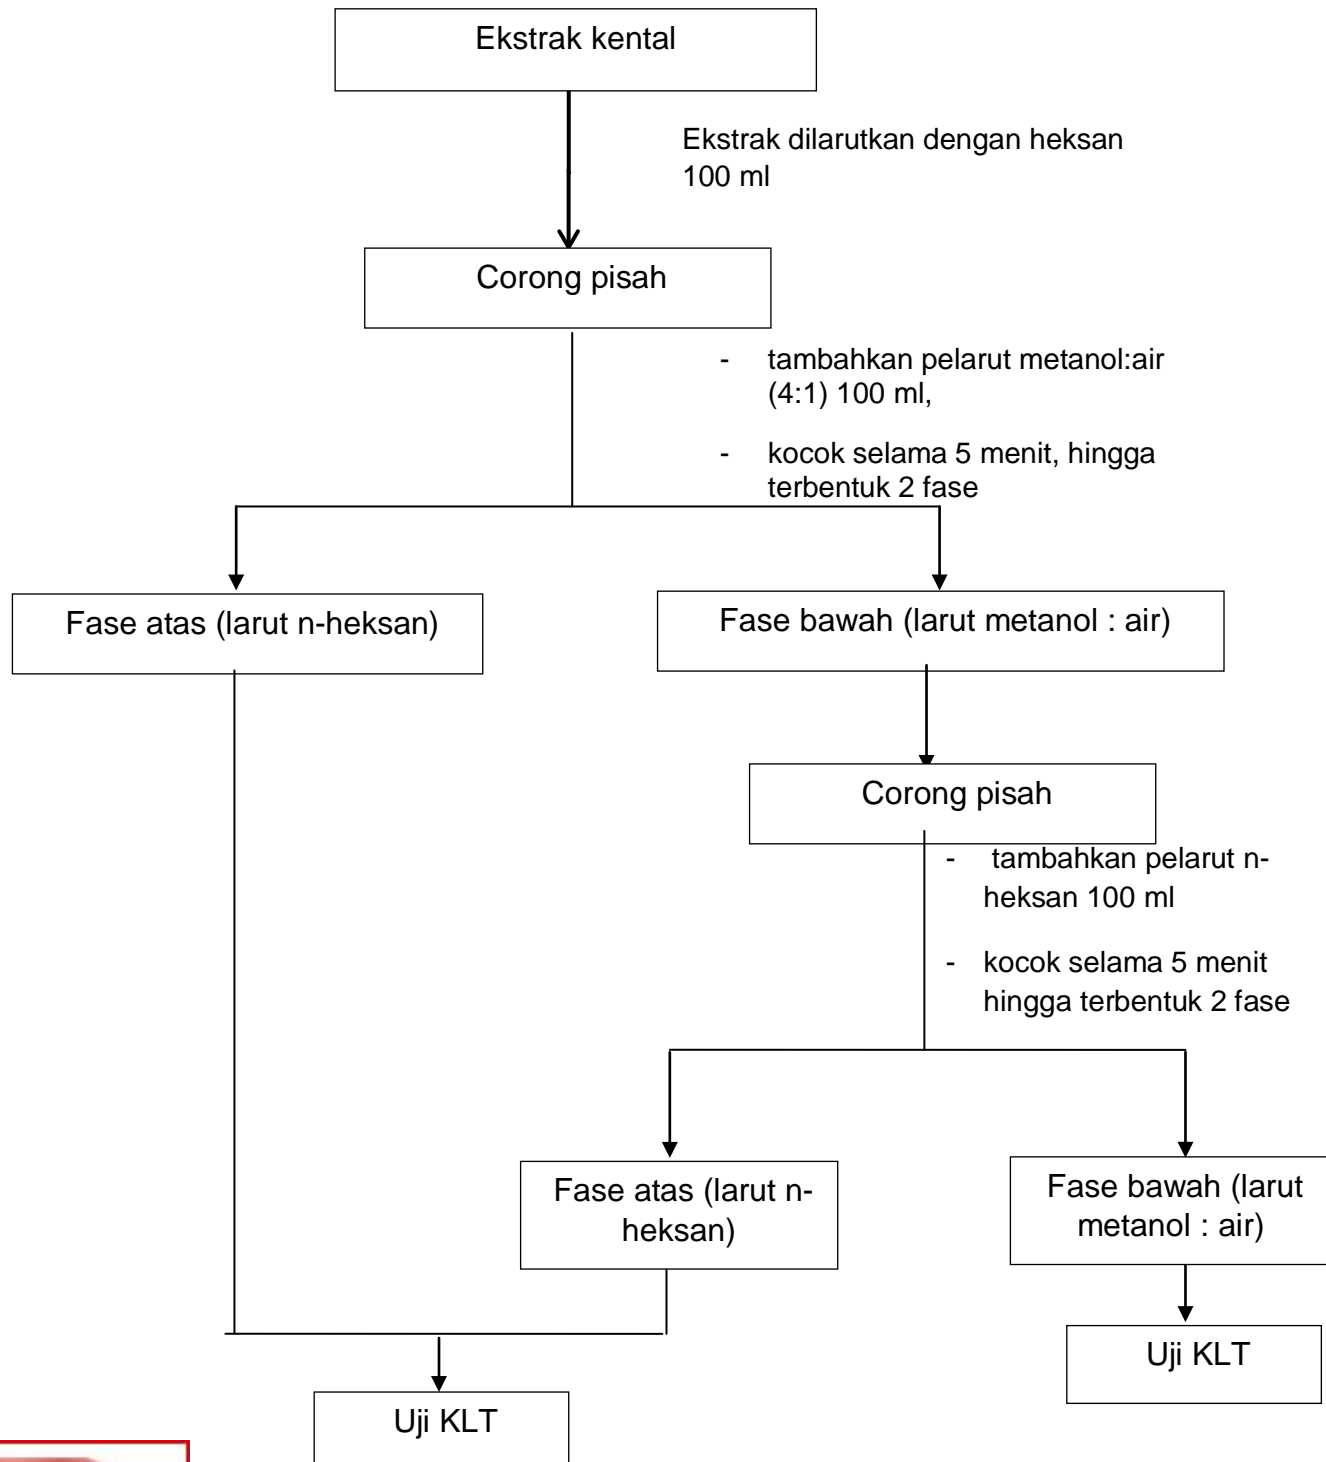 Ekstrak kental
Ekstrak dilarutkan dengan heksan
100 ml
Corong pisah
- tambahkan pelarut metanol:air
(4:1) 100 ml,
- kocok selama 5 menit, hingga
terbentuk 2 fase
Fase atas (larut n-heksan)
Fase bawah (larut metanol : air)
Corong pisah
- tambahkan pelarut n-
heksan 100 ml
- kocok selama 5 menit
hingga terbentuk 2 fase
Fase atas (larut n-
heksan)
Fase bawah (larut
metanol : air)
Uji KLT
Uji KLT